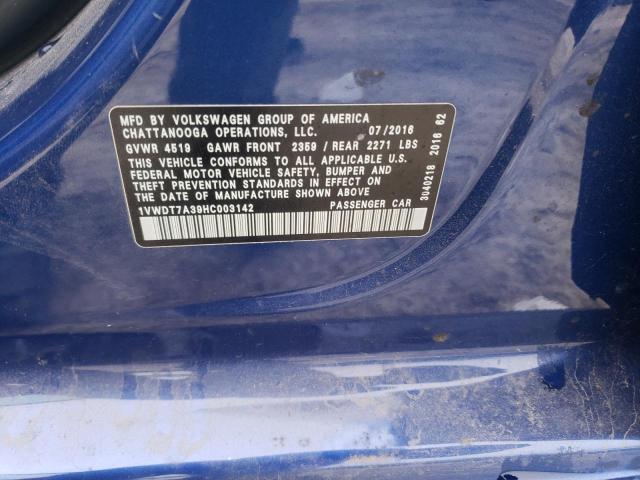 MFD BY VOLKSWAGEN GROUP OF AMERICA
CHATTANOOGA OPERATIONS, LLC. 07/2016
GVWR 4519 GAWR FRONT 2359 / REAR 2271 LBS
THIS VEHICLE CONFORMS TO ALL APPLICABLE U.S.
FEDERAL MOTOR VEHICLE SAFETY, BUMPER AND
THEFT PREVENTION STANDARDS IN EFFECT ON
THE DATE OF MANUFACTURE SHOWN ABOVE.
1VWDT7A39HC003142 PASSENGER CAR
3040218 2016 62